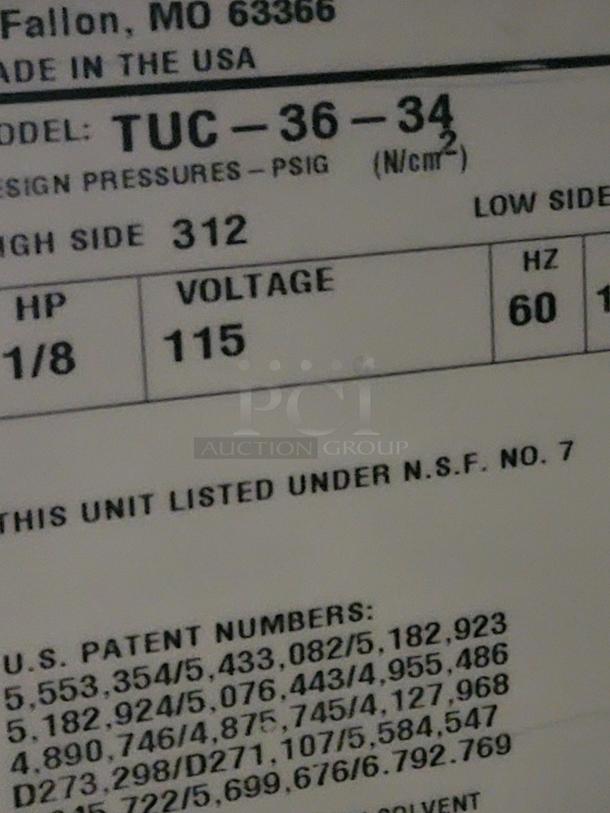 Fallon, MO 63366
ADE IN THE USA
ODEL: TUC-36-34
ESIGN PRESSURES-PSIG (N/cm²)
IGH SIDE 312 LOW SIDE
HP VOLTAGE HZ
1/8 115 60 1
PCI
AUCTION GROUP
THIS UNIT LISTED UNDER N.S.F. NO. 7
U.S. PATENT NUMBERS:
5,553,354/5,433,082/5,182,923
5,182,924/5,076,443/4,955,486
4,890,746/4,875,745/4,127,968
D273,298/D271,107/5,584,547
722/5,699,676/6.792.769
SOLVENT